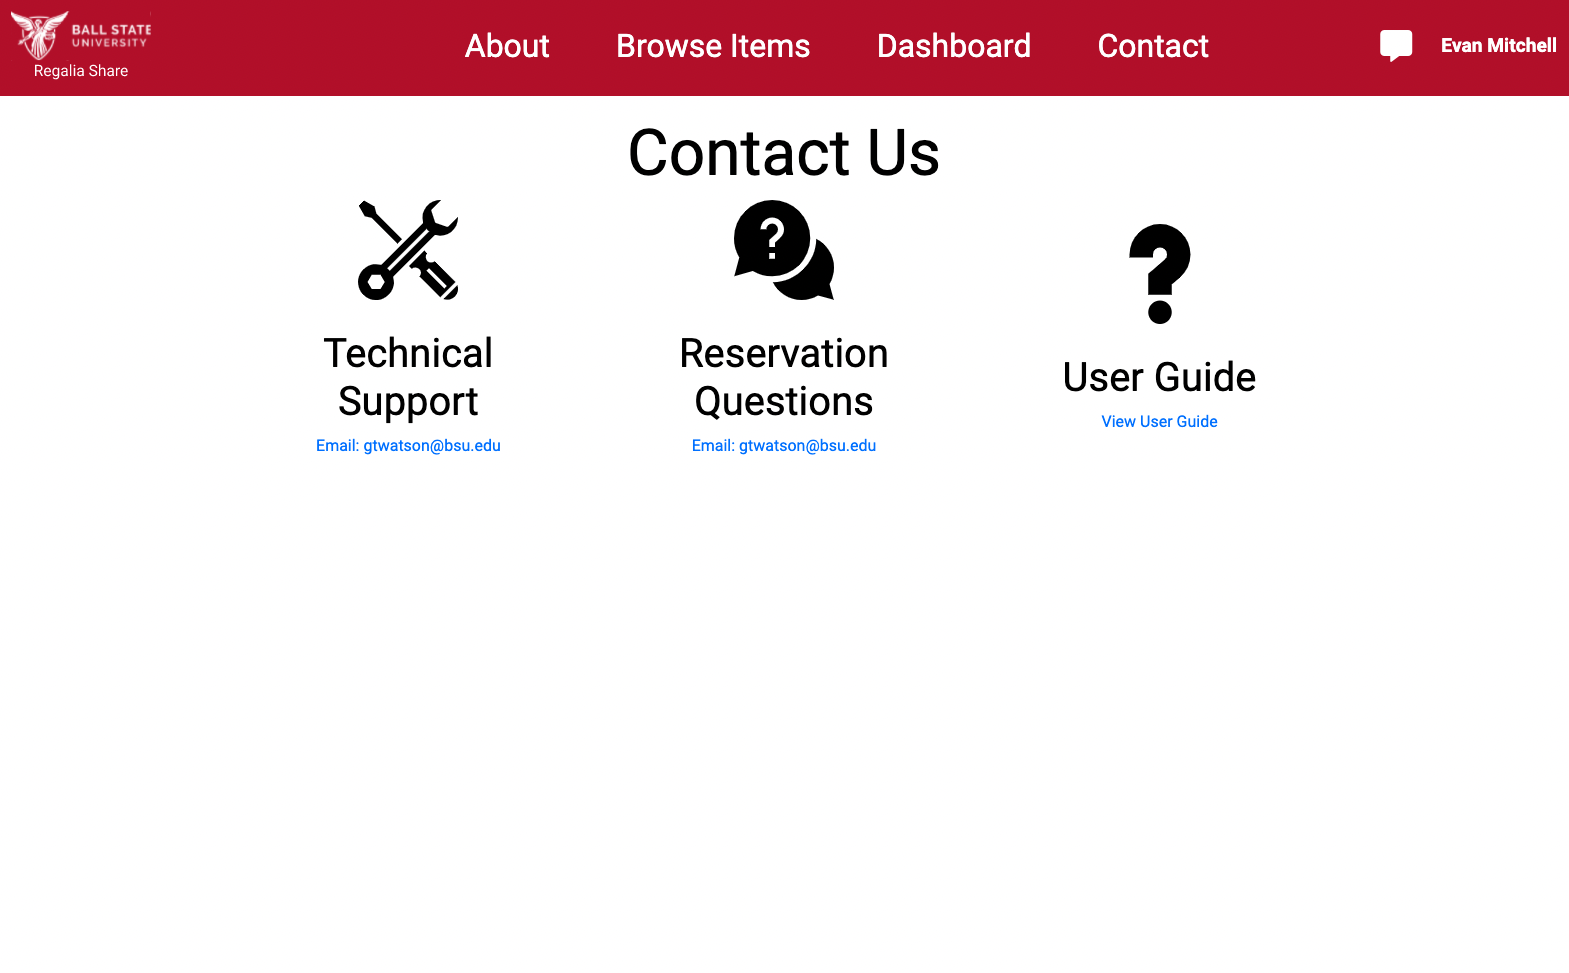 BALL STATE
UNIVERSITY
Regalia Share
About
Browse Items
Dashboard
Contact
Evan Mitchell
Contact Us
Technical
Support
Email: gtwatson@bsu.edu
Reservation
Questions
Email: gtwatson@bsu.edu
User Guide
View User Guide